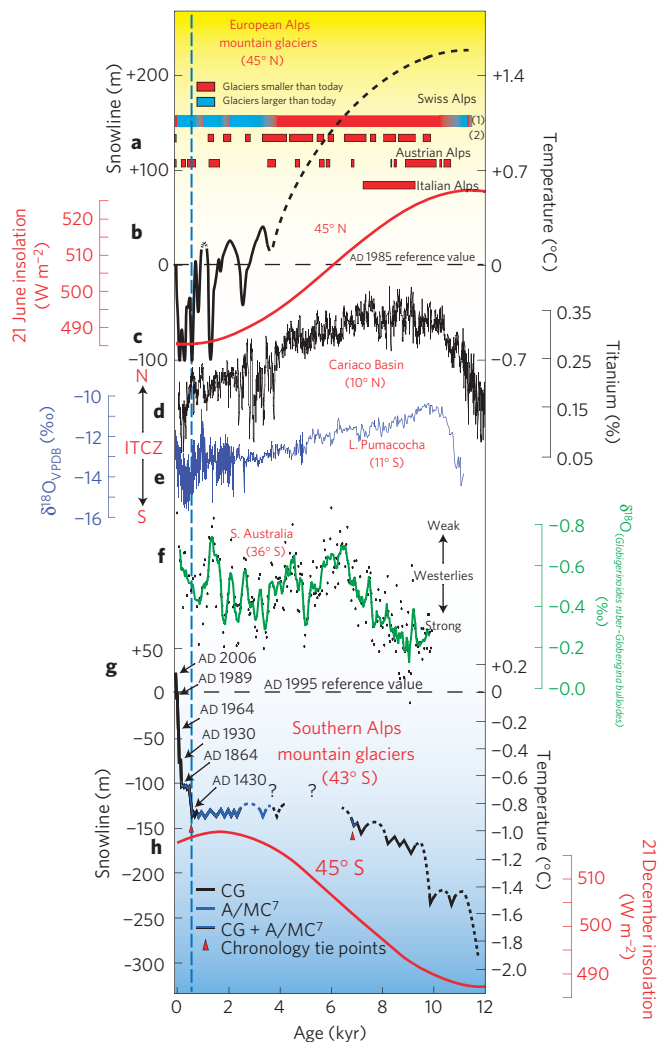 European Alps
mountain glaciers
(45° N)
+200
+1.4
Snowline (m)
Glaciers smaller than today
Glaciers larger than today
Swiss Alps
(1)
(2)
a
Austrian Alps
+100
+0.7
Italian Alps
Temperature (°C)
21 June insolation
(W m−2)
520
510
500
490
b
45° N
AD 1985 reference value
0
0
c
−100
−0.7
Cariaco Basin
(10° N)
0.35
0.25
0.15
0.05
Titanium (%)
N
ITCZ
S
d
δ18OVPDB (‰)
−10
−12
−14
−16
e
L. Pumacocha
(11° S)
f
S. Australia
(36° S)
Weak
Westerlies
Strong
−0.8
−0.6
−0.4
−0.2
−0.0
δ18O(Globigerinoides ruber–Globerigina bulloides)
(‰)
g
+50
AD 2006
+0.2
AD 1989
AD 1995 reference value
0
0
AD 1964
−0.2
Southern Alps
mountain glaciers
(43° S)
−50
AD 1930
−0.4
AD 1864
−0.6
−100
AD 1430
?
?
−0.8
−150
−1.0
h
45° S
−200
−1.4
−250
−1.6
−1.8
−300
−2.0
Snowline (m)
Temperature (°C)
CG
A/MC7
CG + A/MC7
Chronology tie points
510
500
490
21 December insolation
(W m−2)
0
2
4
6
8
10
12
Age (kyr)